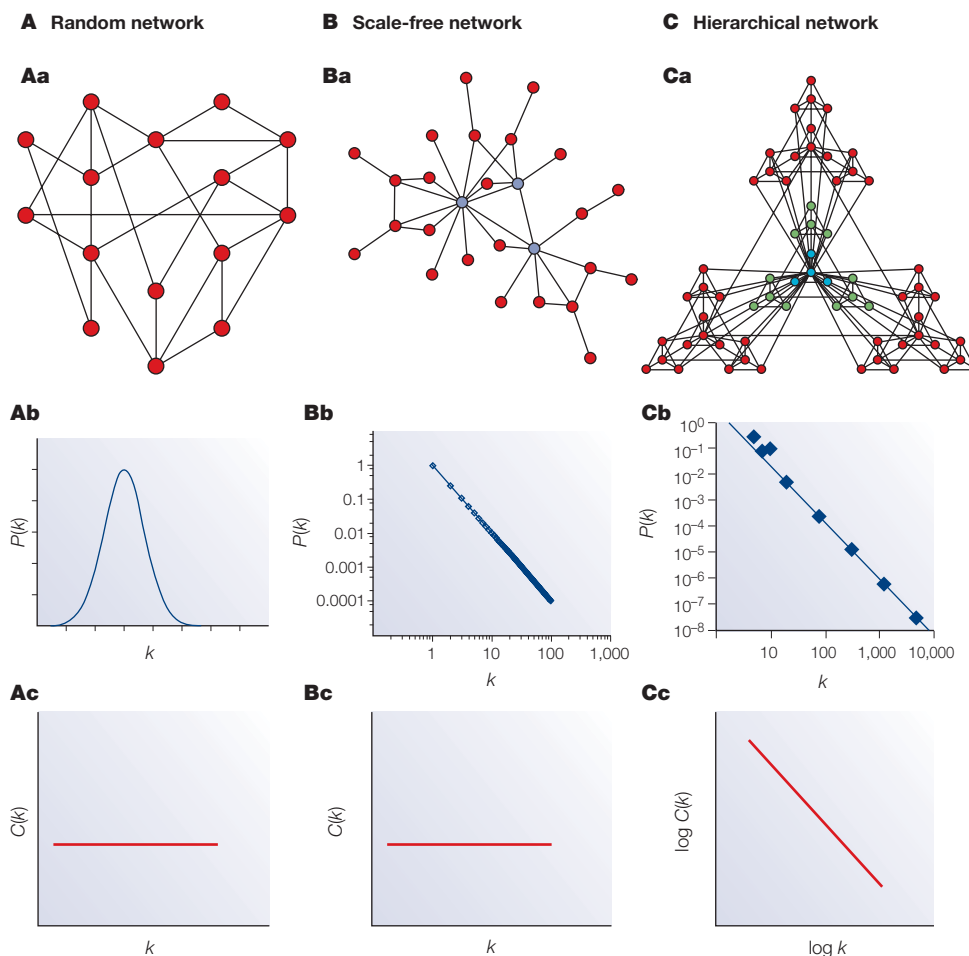 A Random network
B Scale-free network
C Hierarchical network
Aa
Ba
Ca
Ab
P(k)
k
Bb
P(k)
1
0.1
0.01
0.001
0.0001
1
10
100
1,000
k
Cb
P(k)
10⁰
10⁻¹
10⁻²
10⁻³
10⁻⁴
10⁻⁵
10⁻⁶
10⁻⁷
10⁻⁸
10
100
1,000
10,000
k
Ac
C(k)
k
Bc
C(k)
k
Cc
log C(k)
log k